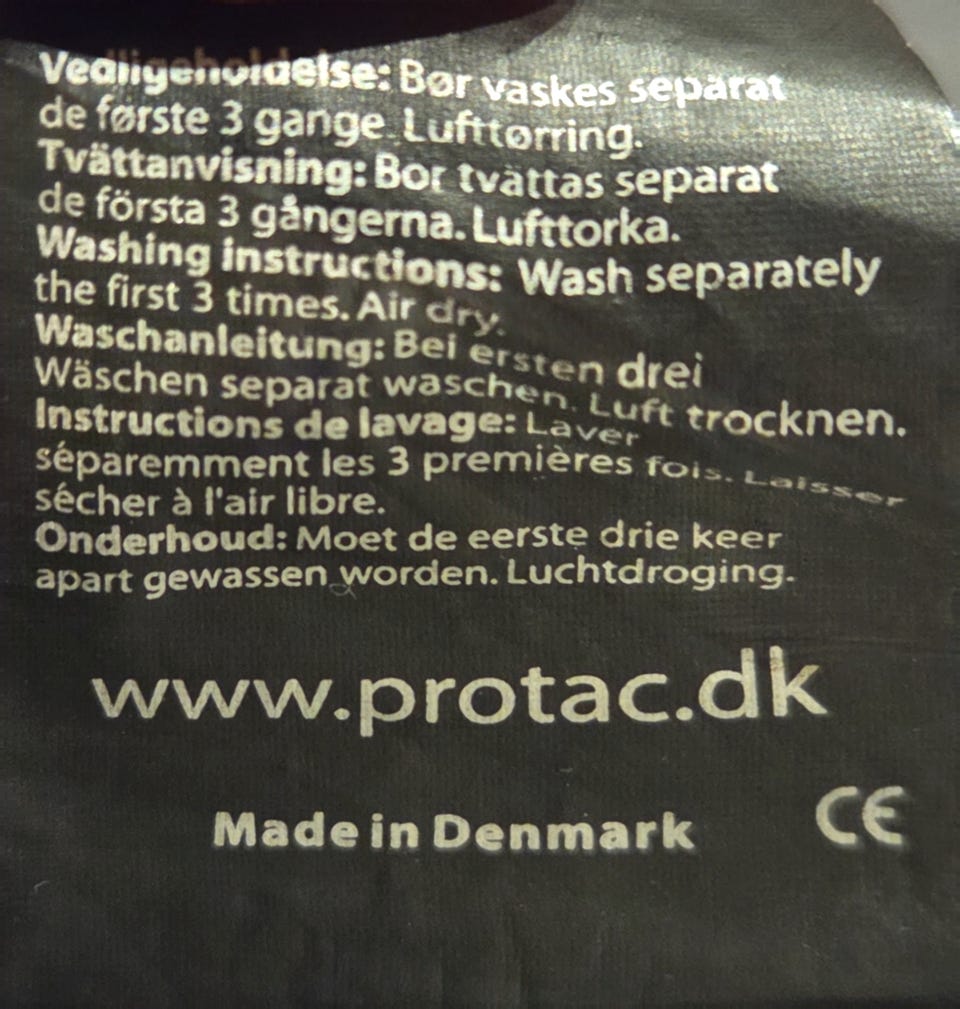 Vedligeholdelse: Bør vaskes separat
de første 3 gange. Lufttørring.
Tvättanvisning: Bor tvattas separat
de första 3 gångerna. Lufttorka.
Washing instructions: Wash separately
the first 3 times. Air dry.
Waschanleitung: Bei ersten drei
Wäschen separat waschen. Luft trocknen.
Instructions de lavage: Laver
séparemment les 3 premières fois. Laisser
sécher à l'air libre.
Onderhoud: Moet de eerste drie keer
apart gewassen worden. Luchtdroging.
www.protac.dk
Made in Denmark CE